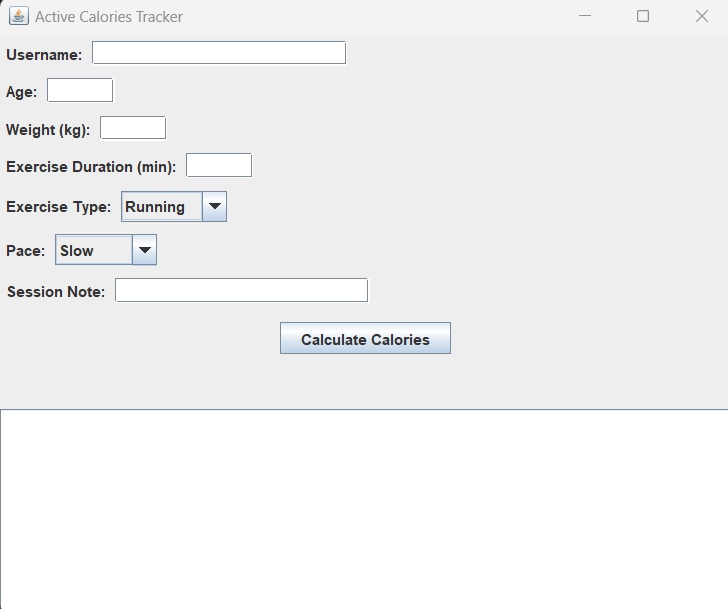 Active Calories Tracker
Username:
Age:
Weight (kg):
Exercise Duration (min):
Exercise Type: Running
Pace: Slow
Session Note:
Calculate Calories